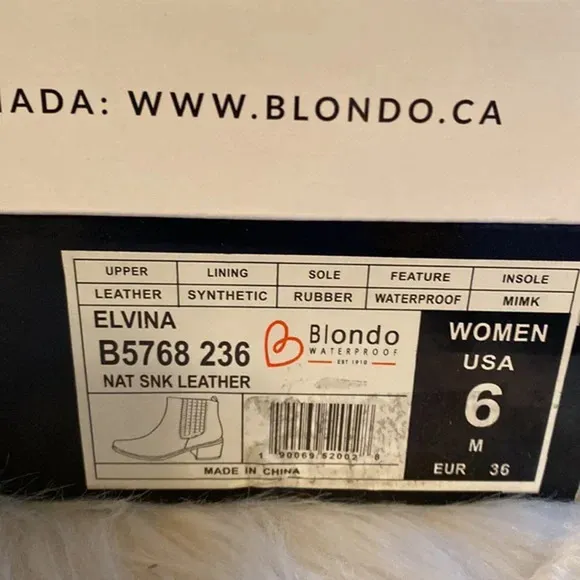 ADA: WWW.BLONDO.CA
UPPER LINING SOLE FEATURE INSOLE
LEATHER SYNTHETIC RUBBER WATERPROOF MIMK
ELVINA
B5768 236
NAT SNK LEATHER
Blondo
WATERPROOF
EST 1910
WOMEN
USA
6
M
EUR 36
MADE IN CHINA